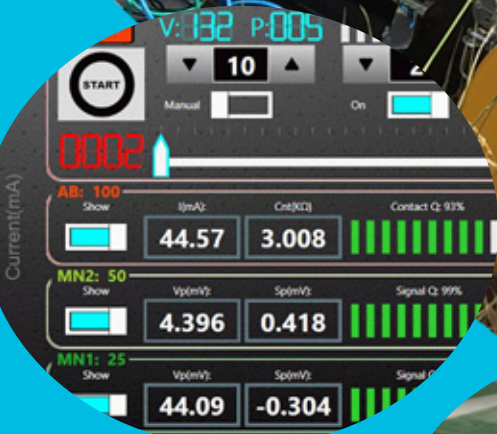 V: 132 P:005
10
START
Manual On
0002
Current(mA)
AB: 100
Show I(mA): Cnt(KΩ) Contact Q: 93%
44.57 3.008
MN2: 50
Show Vp(mV): Sp(mV): Signal Q: 99%
4.396 0.418
MN1: 25
Show Vp(mV): Sp(mV): Signal
44.09 -0.304